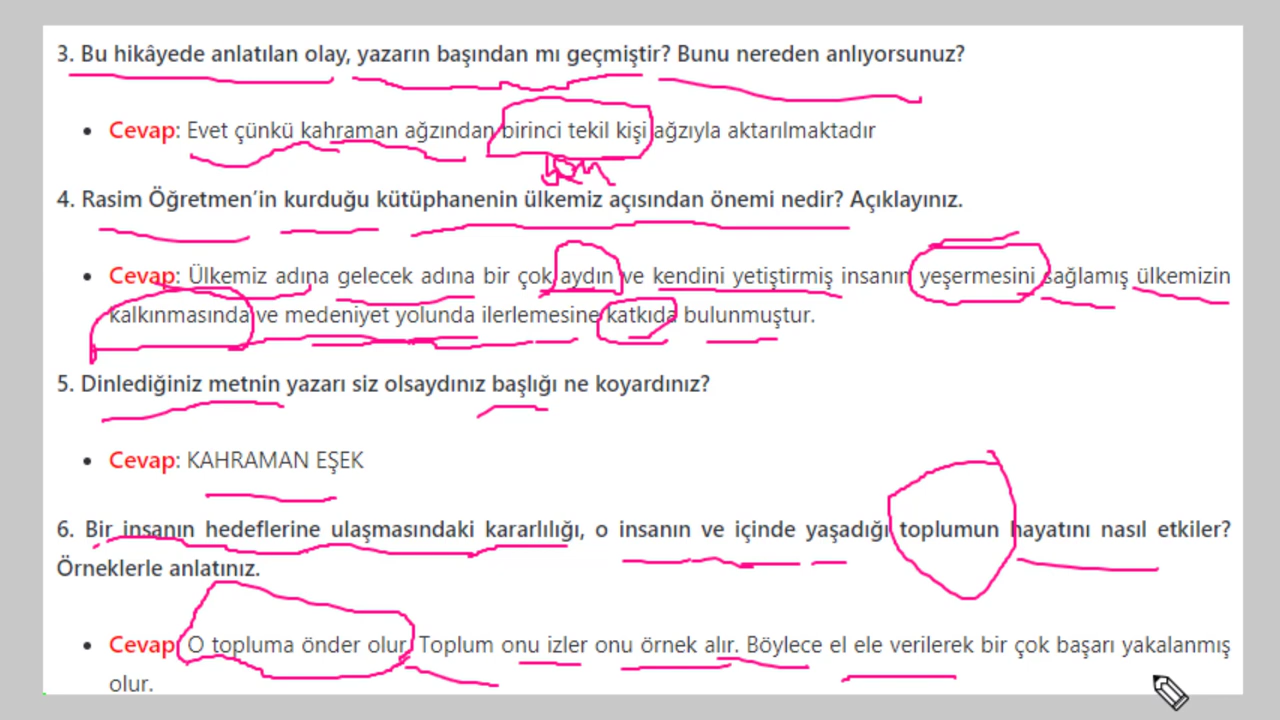 3. Bu hikâyede anlatılan olay, yazarın başından mı geçmiştir? Bunu nereden anlıyorsunuz?
• Cevap: Evet çünkü kahraman ağzından birinci tekil kişi ağzıyla aktarılmaktadır
4. Rasim Öğretmen’in kurduğu kütüphanenin ülkemiz açısından önemi nedir? Açıklayınız.
• Cevap: Ülkemiz adına gelecek adına bir çok aydın ve kendini yetiştirmiş insanın yeşermesini sağlamış ülkemizin
kalkınmasında ve medeniyet yolunda ilerlemesine katkıda bulunmuştur.
5. Dinlediğiniz metnin yazarı siz olsaydınız başlığı ne koyardınız?
• Cevap: KAHRAMAN EŞEK
6. Bir insanın hedeflerine ulaşmasındaki kararlılığı, o insanın ve içinde yaşadığı toplumun hayatını nasıl etkiler?
Örneklerle anlatınız.
• Cevap: O topluma önder olur. Toplum onu izler onu örnek alır. Böylece el ele verilerek bir çok başarı yakalanmış
olur.